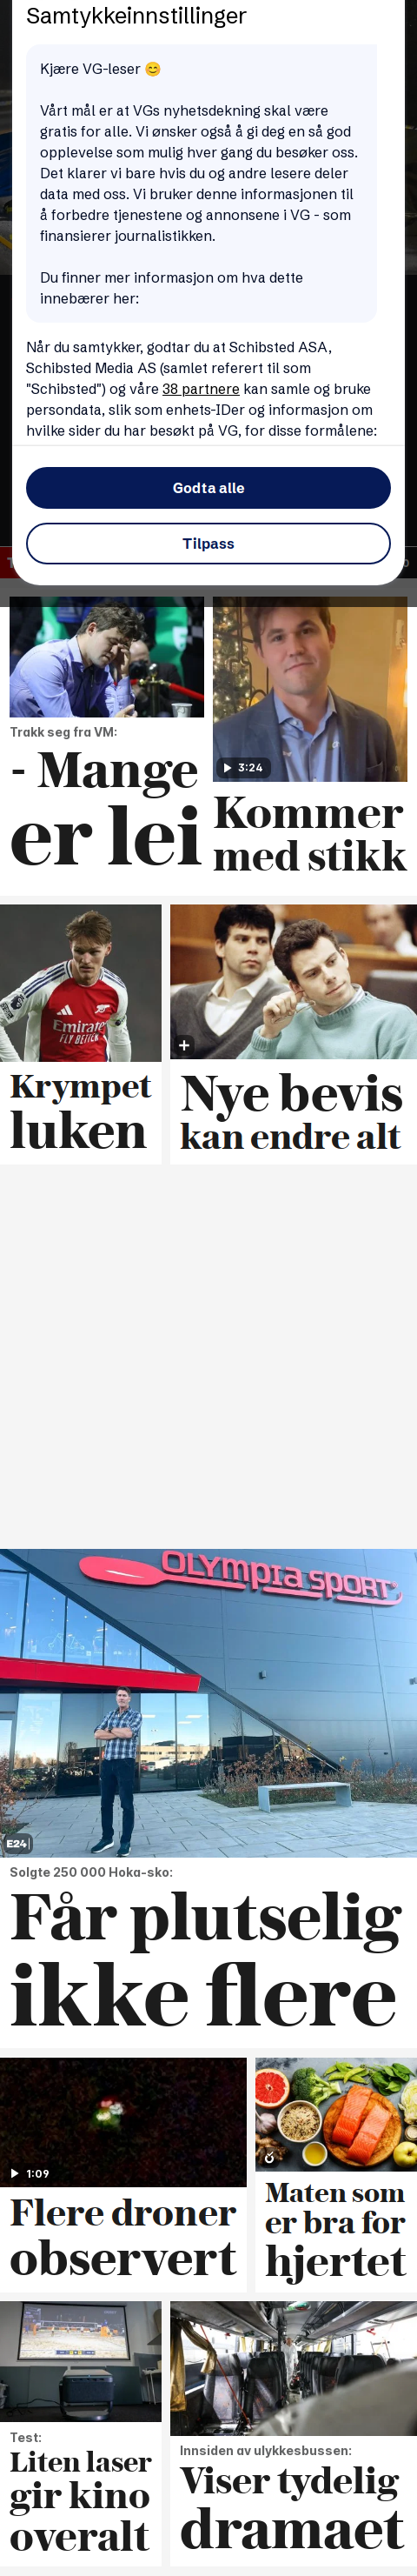 Samtykkeinnstillinger
Kjære VG-leser 😊
Vårt mål er at VGs nyhetsdekning skal være
gratis for alle. Vi ønsker også å gi deg en så god
opplevelse som mulig hver gang du besøker oss.
Det klarer vi bare hvis du og andre lesere deler
data med oss. Vi bruker denne informasjonen til
å forbedre tjenestene og annonsene i VG - som
finansierer journalistikken.
Du finner mer informasjon om hva dette
innebærer her:
Når du samtykker, godtar du at Schibsted ASA,
Schibsted Media AS (samlet referert til som
"Schibsted") og våre 38 partnere kan samle og bruke
persondata, slik som enhets-IDer og informasjon om
hvilke sider du har besøkt på VG, for disse formålene:
Godta alle
Tilpass
Trakk seg fra VM:
- Mange
er lei
3:24
Kommer
med stikk
Emirates
FLY BETTER
Krympet
luken
Nye bevis
kan endre alt
OLYMPIA SPORT
E24
Solgte 250 000 Hoka-sko:
Får plutselig
ikke flere
1:09
Flere droner
observert
Maten som
er bra for
hjertet
Test:
Liten laser
gir kino
overalt
Innsiden av ulykkesbussen:
Viser tydelig
dramaet